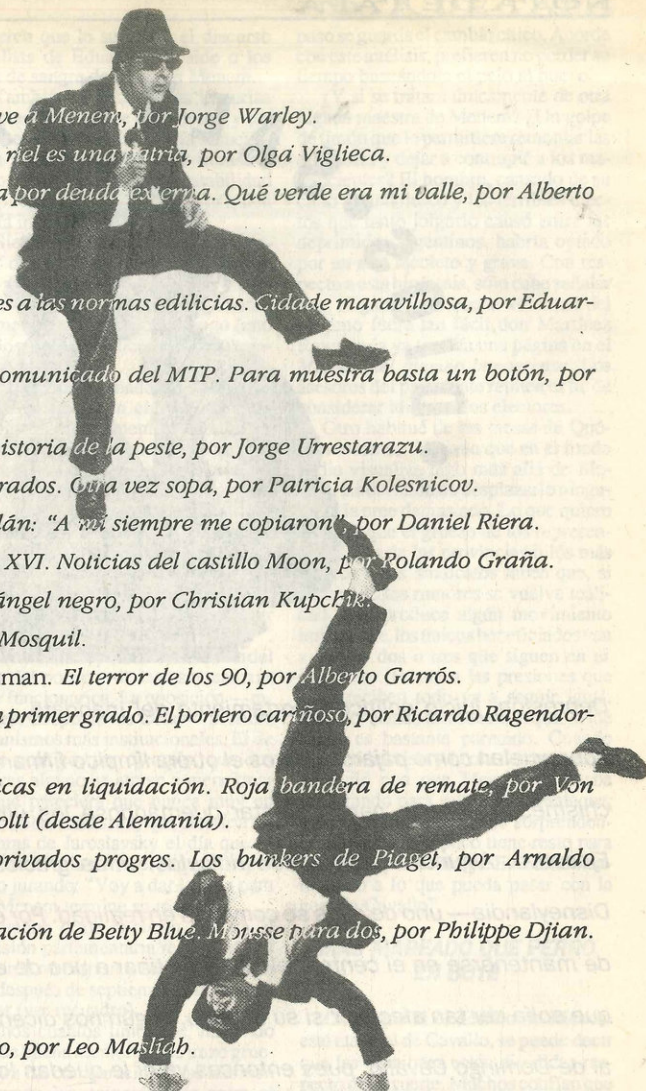 ve a Menem, por Jorge Warley.
riel es una patria, por Olga Viglieca.
a por deuda externa. Qué verde era mi valle, por Alberto
es a las normas edilicias. Cidade maravilhosa, por Eduar-
omunicado del MTP. Para muestra basta un botón, por
istoria de la peste, por Jorge Urrestarazu.
rados. Otra vez sopa, por Patricia Kolesnicov.
lán: "A mí siempre me copiaron", por Daniel Riera.
XVI. Noticias del castillo Moon, por Rolando Graña.
ángel negro, por Christian Kupchik.
Mosquil.
man. El terror de los 90, por Alberto Garrós.
primer grado. El portero cariñoso, por Ricardo Ragendor-
icas en liquidación. Roja bandera de remate, por Von
oltt (desde Alemania).
privados progres. Los bunkers de Piaget, por Arnaldo
ación de Betty Blue. Mousse para dos, por Philippe Djian.
o, por Leo Maslíah.